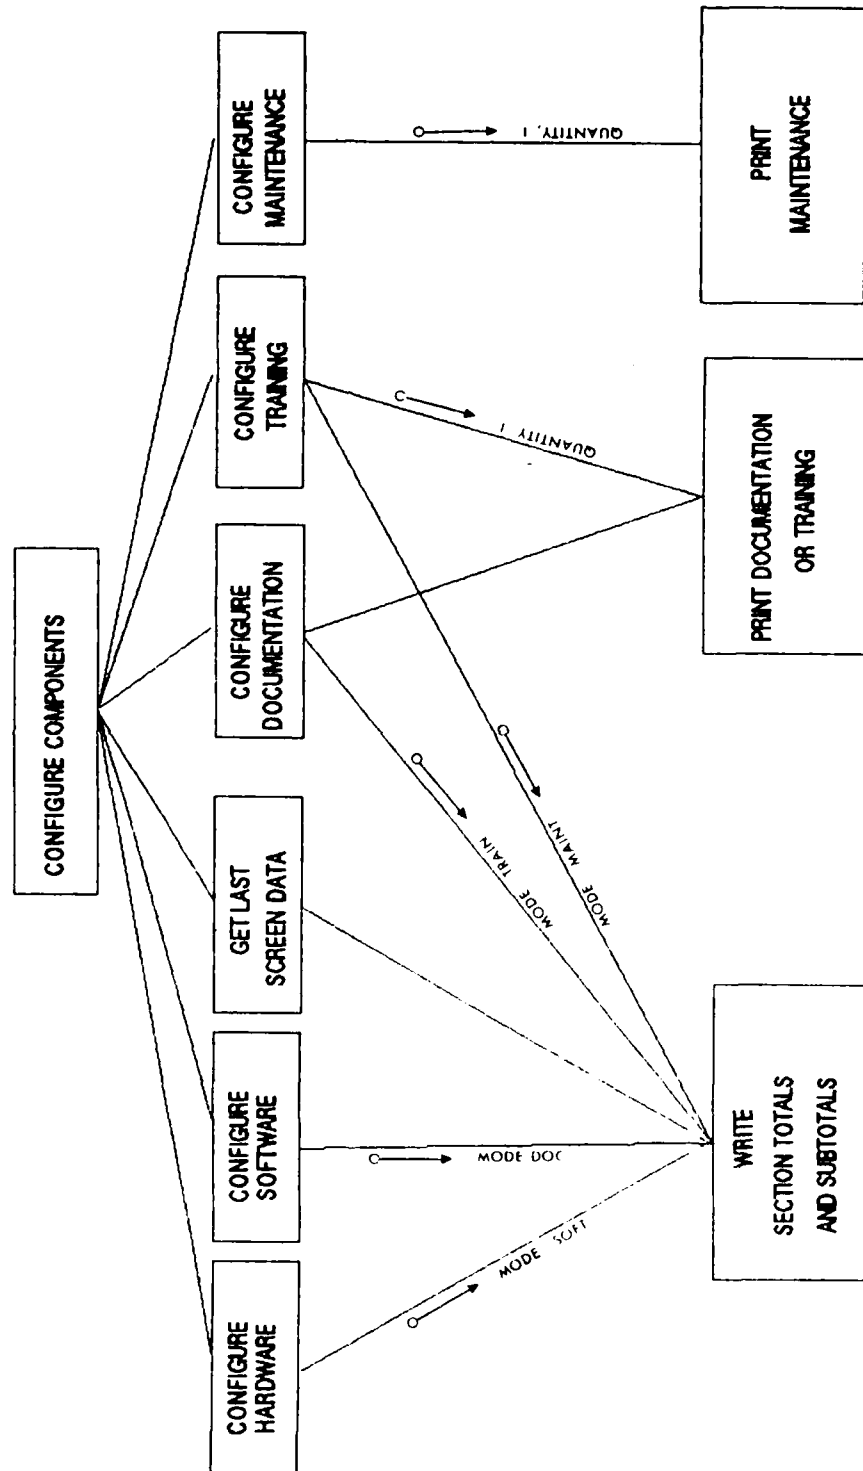 CONFIGURE COMPONENTS
CONFIGURE
HARDWARE
CONFIGURE
SOFTWARE
GET LAST
SCREEN DATA
CONFIGURE
DOCUMENTATION
CONFIGURE
TRAINING
CONFIGURE
MAINTENANCE
MODE SOFT
MODE DOC
MODE TRAIN
MODE MAINT
QUANTITY I
QUANTITY, I
WRITE
SECTION TOTALS
AND SUBTOTALS
PRINT DOCUMENTATION
OR TRAINING
PRINT
MAINTENANCE